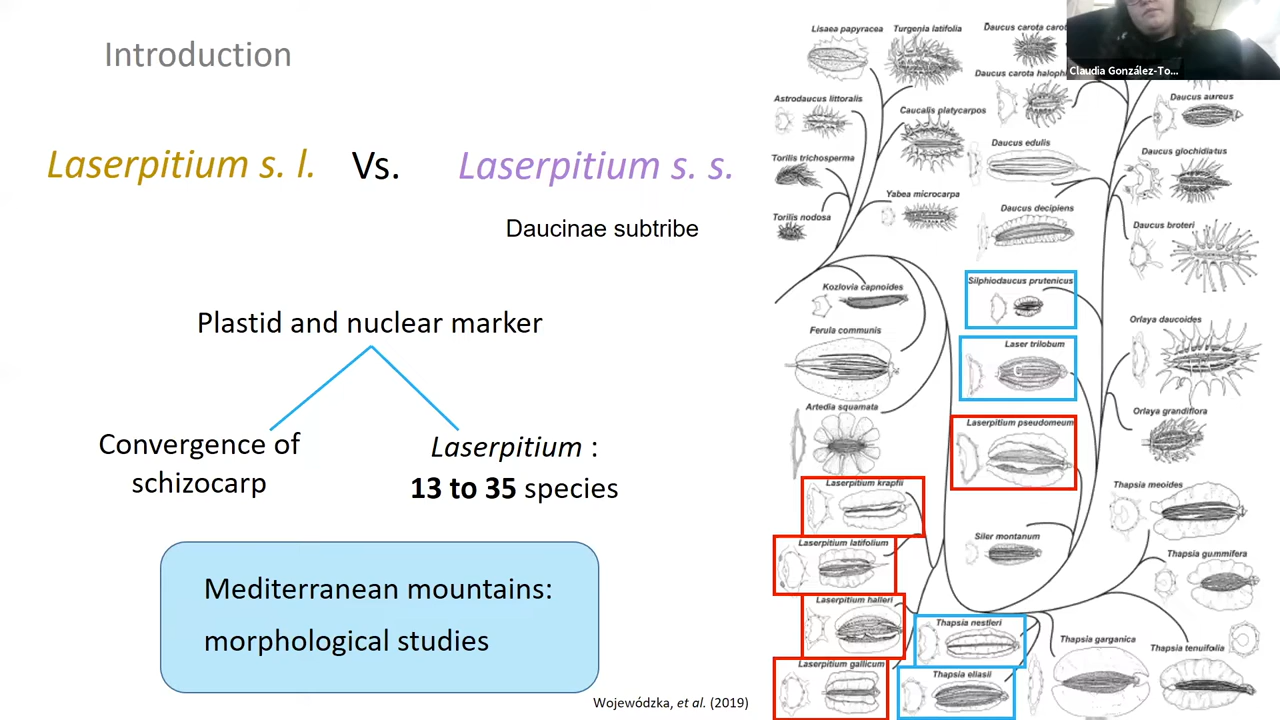 Introduction
Laserpitium s. l. Vs. Laserpitium s. s.
Daucinae subtribe
Plastid and nuclear marker
Convergence of
schizocarp
Laserpitium :
13 to 35 species
Mediterranean mountains:
morphological studies
Wojewódzka, et al. (2019)
Lisaea papyracea
Turgenia latifolia
Daucus carota
Claudia González-To...
Daucus carota
Astrodaucus littoralis
Daucus aureus
Caucalis platycarpos
Daucus edulis
Torilis trichosperma
Daucus glochidiatus
Yabea microcarpa
Daucus decipiens
Torilis nodosa
Daucus broteri
Kozlovia capnoides
Silphiodaucus prutenicus
Orlaya daucoides
Ferula communis
Laser trilobum
Artedia squamata
Orlaya grandiflora
Laserpitium pseudomeum
Laserpitium krapfii
Thapsia meoides
Laserpitium latifolium
Siler montanum
Thapsia gummifera
Laserpitium halleri
Thapsia nestleri
Thapsia garganica
Thapsia tenuifolia
Laserpitium gallicum
Thapsia eliasii